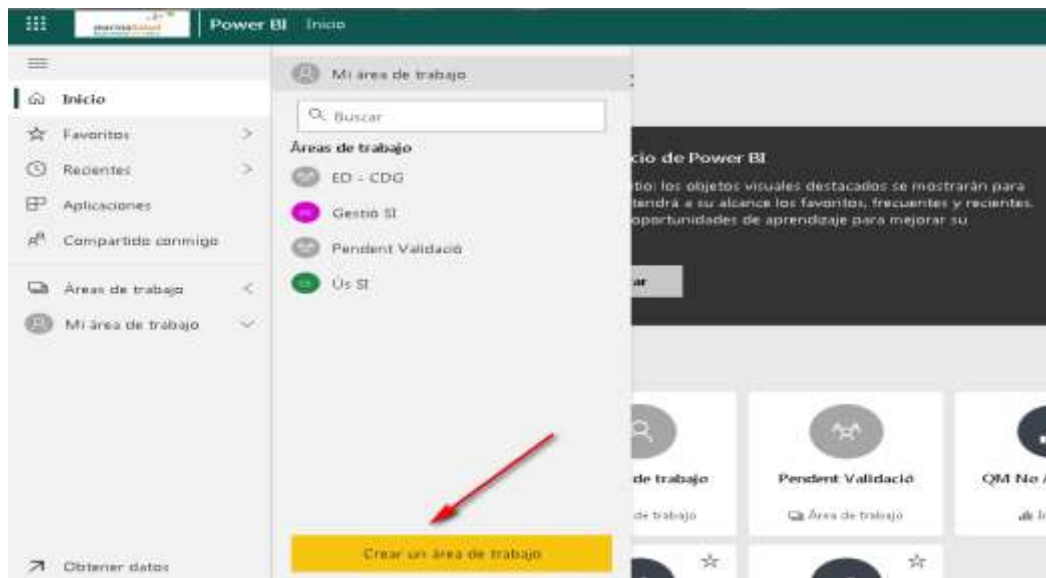 marinaSalud
Power BI Inicio
Inicio
Favoritos
Recientes
Aplicaciones
Compartido conmigo
Áreas de trabajo
Mi área de trabajo
Obtener datos
Mi área de trabajo
Buscar
Áreas de trabajo
ED - CDG
Gestió SI
Pendent Validació
Ús SI
Crear un área de trabajo
cio de Power BI
tio: los objetos visuales destacados se mostrarán para
tendrá a su alcance los favoritos, frecuentes y recientes.
oportunidades de aprendizaje para mejorar su
ar
de trabajo
de trabajo
Pendent Validació
Área de trabajo
QM No